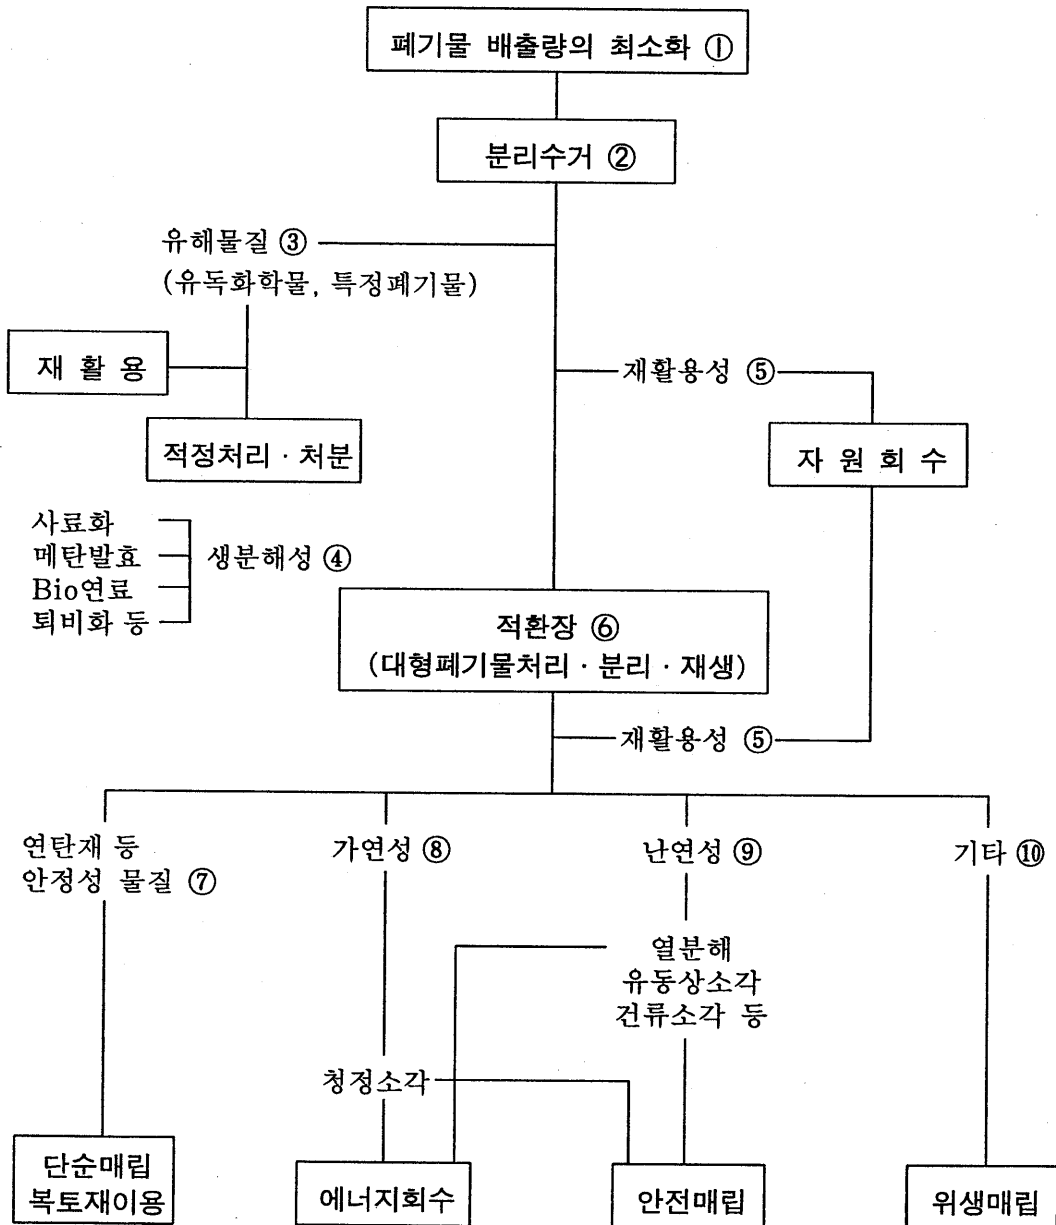 폐기물 배출량의 최소화 ①
분리수거 ②
유해물질 ③
(유독화학물, 특정폐기물)
재 활 용
재활용성 ⑤
적정처리 · 처분
자 원 회 수
사료화
메탄발효
Bio연료
퇴비화 등
생분해성 ④
적환장 ⑥
(대형폐기물처리 · 분리 · 재생)
재활용성 ⑤
연탄재 등
안정성 물질 ⑦
가연성 ⑧
난연성 ⑨
기타 ⑩
열분해
유동상소각
건류소각 등
청정소각
단순매립
복토재이용
에너지회수
안전매립
위생매립